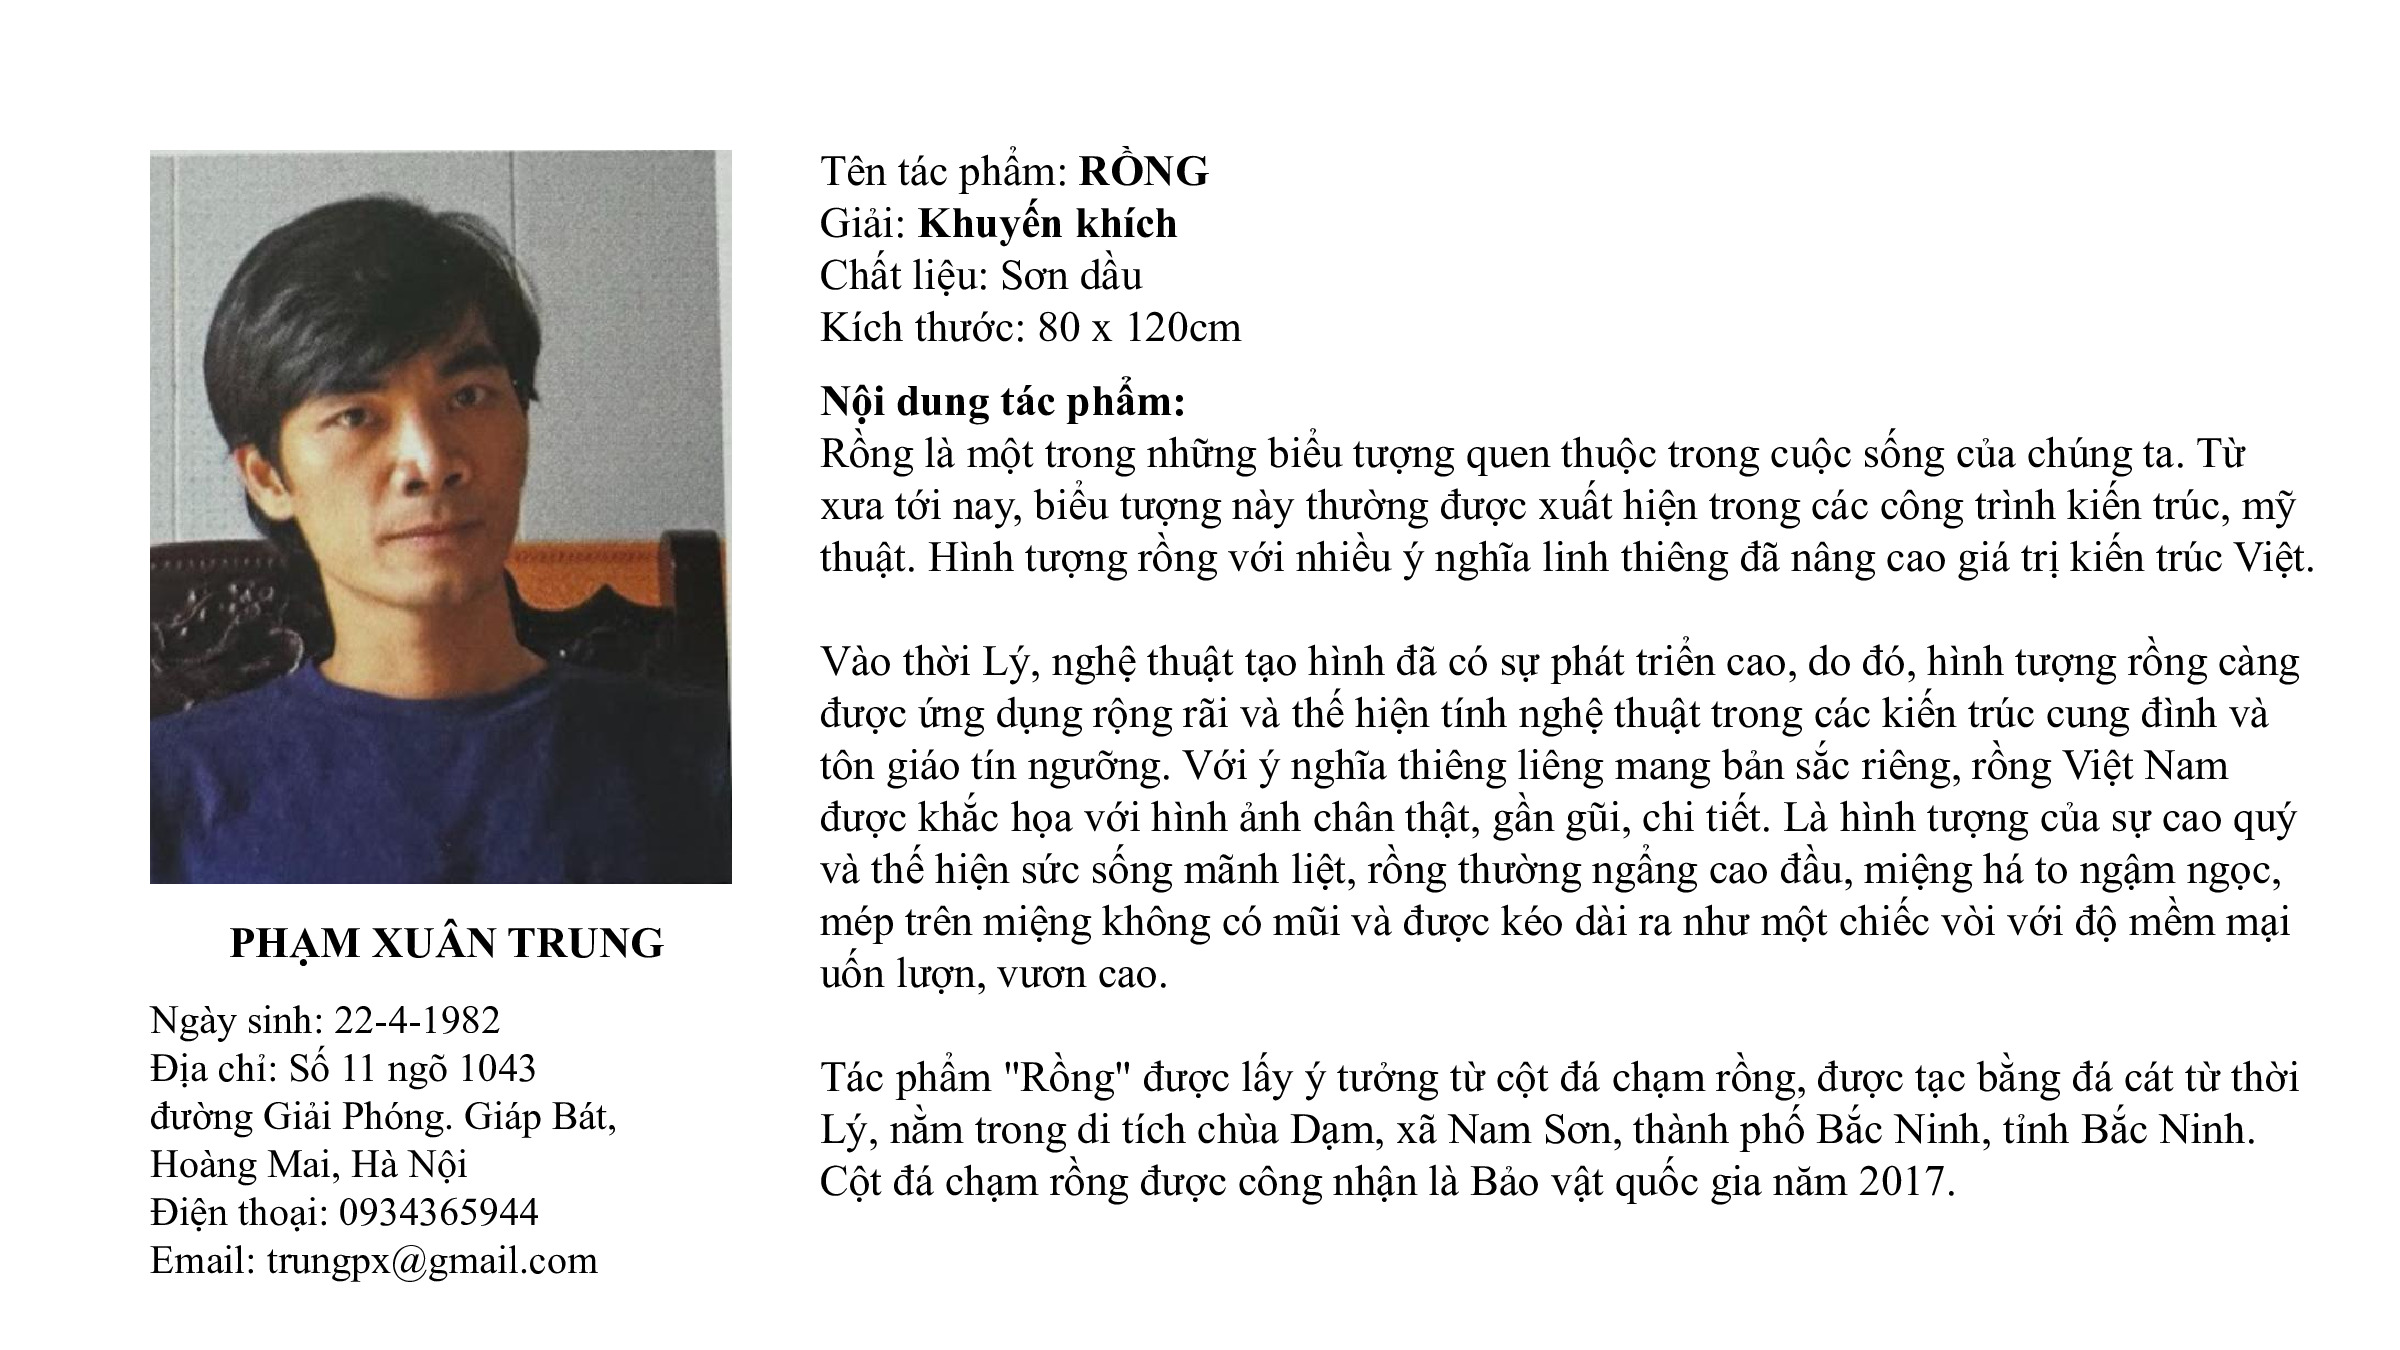 PHẠM XUÂN TRUNG
Ngày sinh: 22-4-1982
Địa chỉ: Số 11 ngõ 1043
đường Giải Phóng. Giáp Bát,
Hoàng Mai, Hà Nội
Điện thoại: 0934365944
Email: trungpx@gmail.com
Tên tác phẩm: RỒNG
Giải: Khuyến khích
Chất liệu: Sơn dầu
Kích thước: 80 x 120cm
Nội dung tác phẩm:
Rồng là một trong những biểu tượng quen thuộc trong cuộc sống của chúng ta. Từ
xưa tới nay, biểu tượng này thường được xuất hiện trong các công trình kiến trúc, mỹ
thuật. Hình tượng rồng với nhiều ý nghĩa linh thiêng đã nâng cao giá trị kiến trúc Việt.
Vào thời Lý, nghệ thuật tạo hình đã có sự phát triển cao, do đó, hình tượng rồng càng
được ứng dụng rộng rãi và thể hiện tính nghệ thuật trong các kiến trúc cung đình và
tôn giáo tín ngưỡng. Với ý nghĩa thiêng liêng mang bản sắc riêng, rồng Việt Nam
được khắc họa với hình ảnh chân thật, gần gũi, chi tiết. Là hình tượng của sự cao quý
và thể hiện sức sống mãnh liệt, rồng thường ngẩng cao đầu, miệng há to ngậm ngọc,
mép trên miệng không có mũi và được kéo dài ra như một chiếc vòi với độ mềm mại
uốn lượn, vươn cao.
Tác phẩm "Rồng" được lấy ý tưởng từ cột đá chạm rồng, được tạc bằng đá cát từ thời
Lý, nằm trong di tích chùa Dạm, xã Nam Sơn, thành phố Bắc Ninh, tỉnh Bắc Ninh.
Cột đá chạm rồng được công nhận là Bảo vật quốc gia năm 2017.